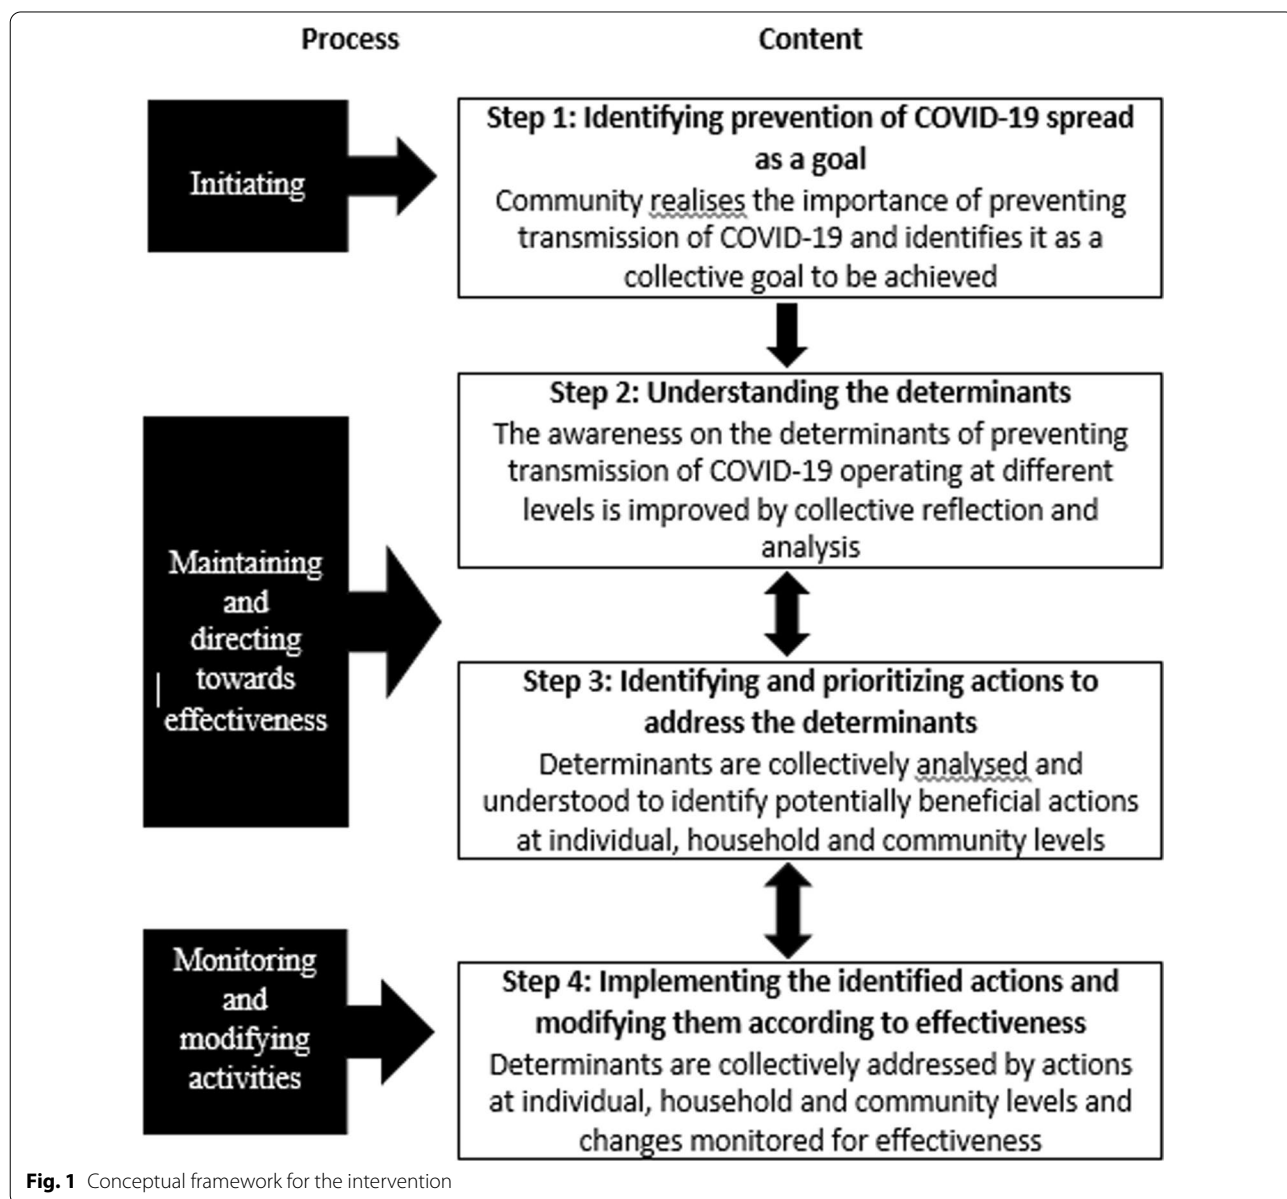 Process
Content
Initiating
Step 1: Identifying prevention of COVID-19 spread
as a goal
Community realises the importance of preventing
transmission of COVID-19 and identifies it as a
collective goal to be achieved
Maintaining
and
directing
towards
effectiveness
Step 2: Understanding the determinants
The awareness on the determinants of preventing
transmission of COVID-19 operating at different
levels is improved by collective reflection and
analysis
Step 3: Identifying and prioritizing actions to
address the determinants
Determinants are collectively analysed and
understood to identify potentially beneficial actions
at individual, household and community levels
Monitoring
and
modifying
activities
Step 4: Implementing the identified actions and
modifying them according to effectiveness
Determinants are collectively addressed by actions
at individual, household and community levels and
changes monitored for effectiveness
Fig. 1 Conceptual framework for the intervention